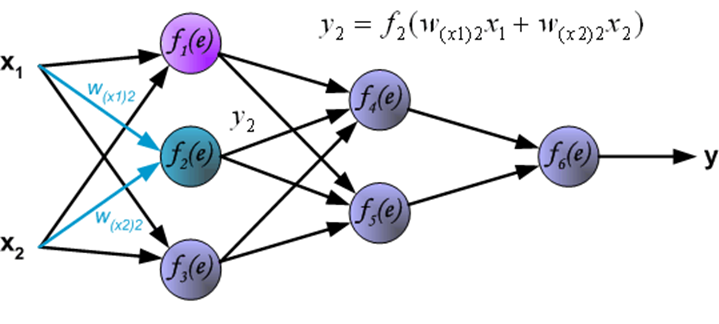 y₂ = f₂(w₍ₓ₁₎₂x₁ + w₍ₓ₂₎₂x₂)
f₁(e)
x₁
w₍ₓ₁₎₂
f₄(e)
y₂
f₂(e)
f₆(e)
y
w₍ₓ₂₎₂
f₅(e)
x₂
f₃(e)